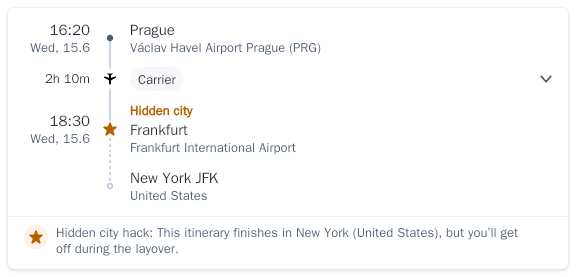 16:20
Prague
Wed, 15.6
Václav Havel Airport Prague (PRG)
2h 10m
Carrier
Hidden city
18:30
Frankfurt
Wed, 15.6
Frankfurt International Airport
New York JFK
United States
Hidden city hack: This itinerary finishes in New York (United States), but you'll get
off during the layover.